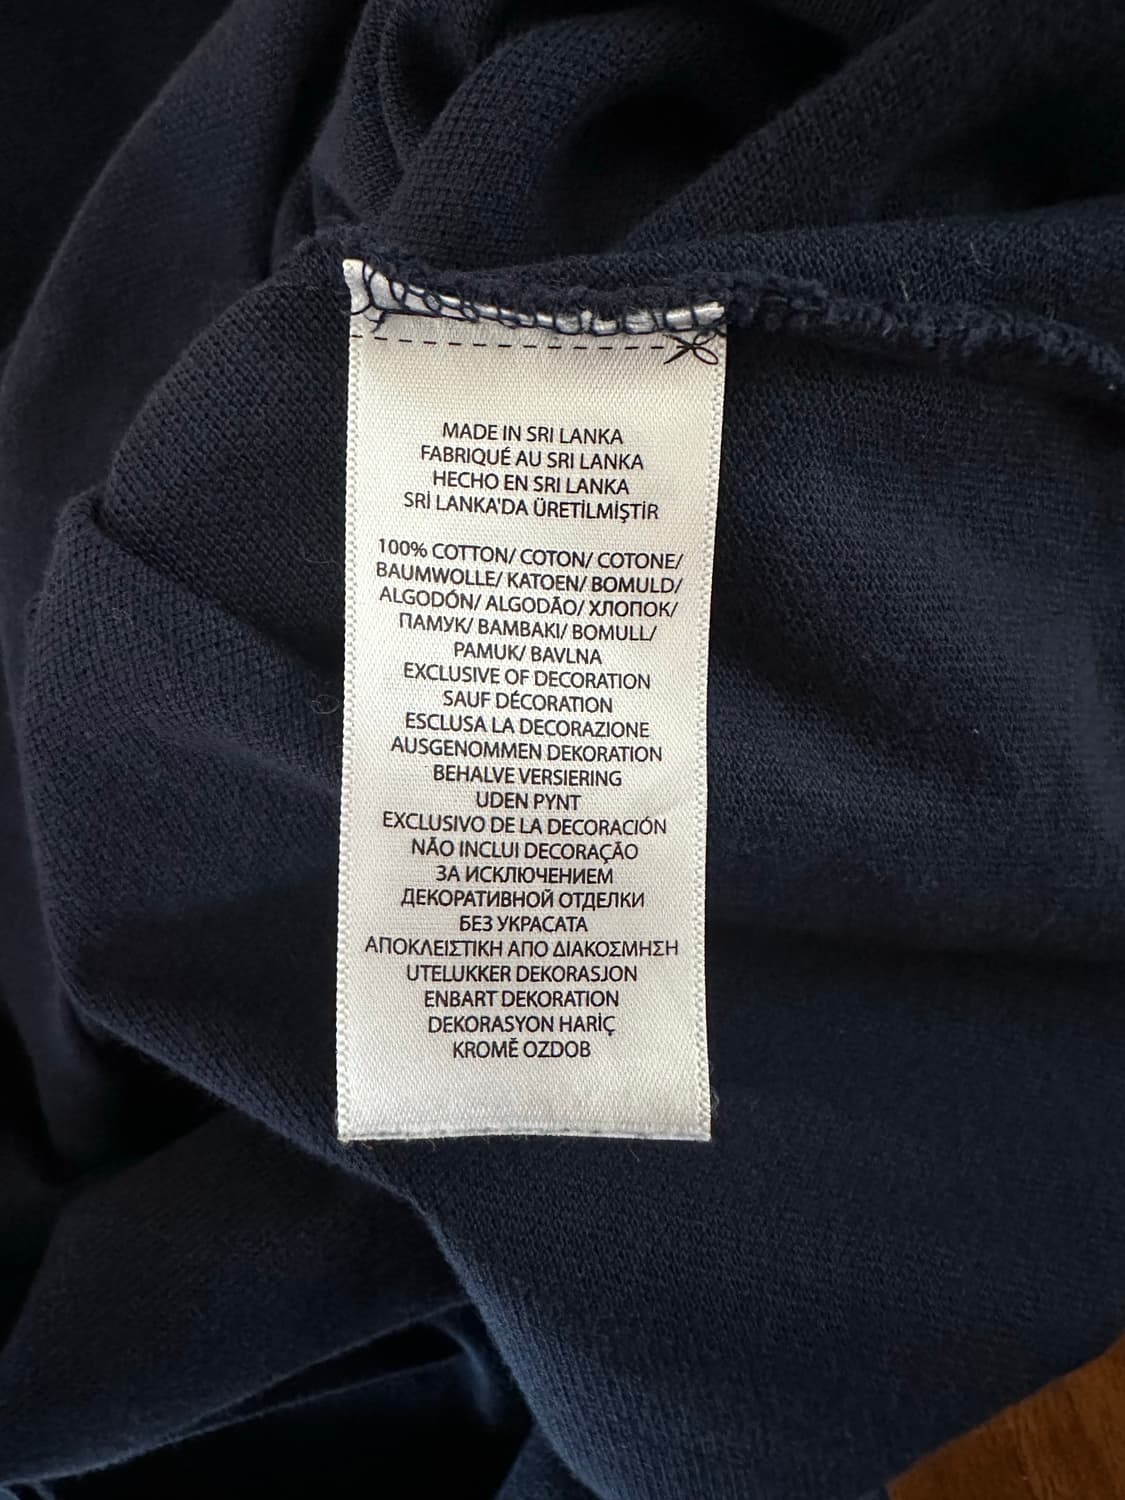 MADE IN SRI LANKA
FABRIQUÉ AU SRI LANKA
HECHO EN SRI LANKA
SRİ LANKA'DA ÜRETİLMİŞTİR
100% COTTON/ COTON/ COTONE/
BAUMWOLLE/ KATOEN/ BOMULD/
ALGODÓN/ ALGODÃO/ ХЛОПОК/
ПАМУК/ BAMBAKI/ BOMULL/
PAMUK/ BAVLNA
EXCLUSIVE OF DECORATION
SAUF DÉCORATION
ESCLUSA LA DECORAZIONE
AUSGENOMMEN DEKORATION
BEHALVE VERSIERING
UDEN PYNT
EXCLUSIVO DE LA DECORACIÓN
NÃO INCLUI DECORAÇÃO
ЗА ИСКЛЮЧЕНИЕМ
ДЕКОРАТИВНОЙ ОТДЕЛКИ
БЕЗ УКРАСАТА
ΑΠΟΚΛΕΙΣΤΙΚΗ ΑΠΟ ΔΙΑΚΟΣΜΗΣΗ
UTELUKKER DEKORASJON
ENBART DEKORATION
DEKORASYON HARİÇ
KROMĚ OZDOB